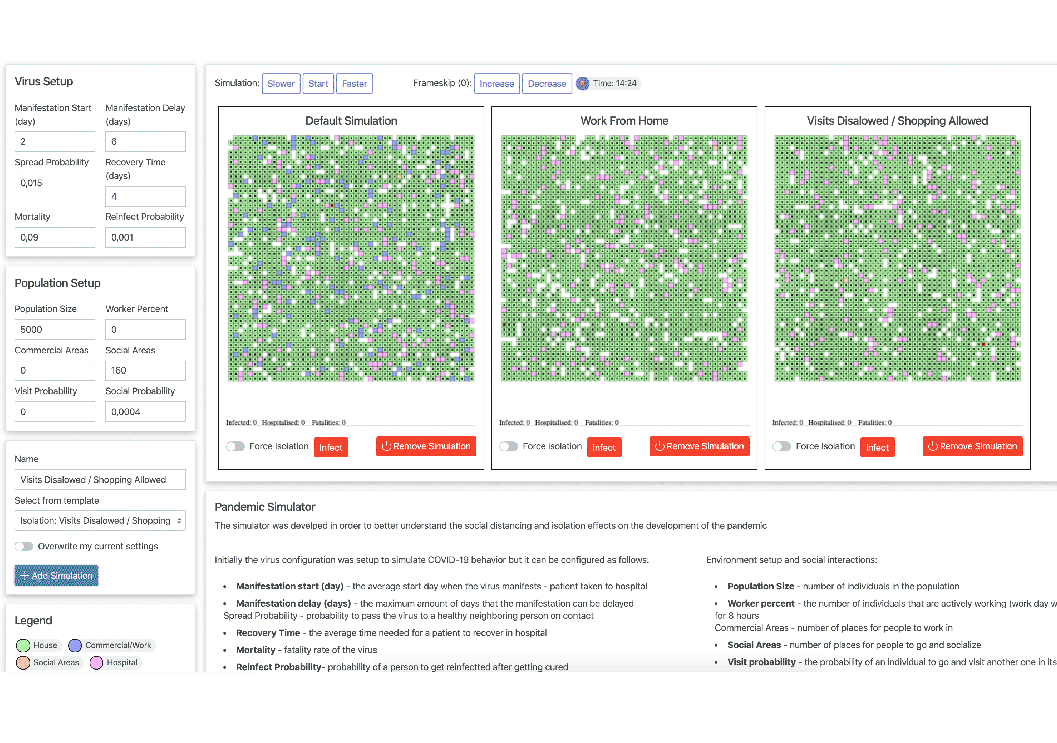 Virus Setup
Manifestation Start (day)
2
Manifestation Delay (days)
6
Spread Probability
0,015
Recovery Time (days)
4
Mortality
0,09
Reinfect Probability
0,001
Population Setup
Population Size
5000
Worker Percent
0
Commercial Areas
0
Social Areas
160
Visit Probability
0
Social Probability
0,0004
Name
Visits Disalowed / Shopping Allowed
Select from template
Isolation: Visits Disalowed / Shopping
Overwrite my current settings
+ Add Simulation
Legend
House
Commercial/Work
Social Areas
Hospital
Simulation: Slower Start Faster Frameskip (0): Increase Decrease Time: 14:24
Default Simulation
Infected: 0 Hospitalised: 0 Fatalities: 0
Force Isolation Infect Remove Simulation
Work From Home
Infected: 0 Hospitalised: 0 Fatalities: 0
Force Isolation Infect Remove Simulation
Visits Disalowed / Shopping Allowed
Infected: 0 Hospitalised: 0 Fatalities: 0
Force Isolation Infect Remove Simulation
Pandemic Simulator
The simulator was develped in order to better understand the social distancing and isolation effects on the development of the pandemic
Initially the virus configuration was setup to simulate COVID-19 behavior but it can be configured as follows:
• Manifistation start (day) - the average start day when the virus manifests - patient taken to hospital
• Manifestation delay (days) - the maximum amount of days that the manifestation can be delayed
Spread Probability - probability to pass the virus to a healthy neighboring person on contact
• Recovery Time - the average time needed for a patient to recover in hospital
• Mortality - fatality rate of the virus
• Reinfect Probability- probability of a person to get reinfectted after getting cured
Environment setup and social interactions:
• Population Size - number of individuals in the population
• Worker percent - the number of individuals that are actively working (work day w
for 8 hours
Commercial Areas - number of places for people to work in
• Social Areas - number of places for people to go and socialize
• Visit probability - the probability of an individual to go and visit another one in its